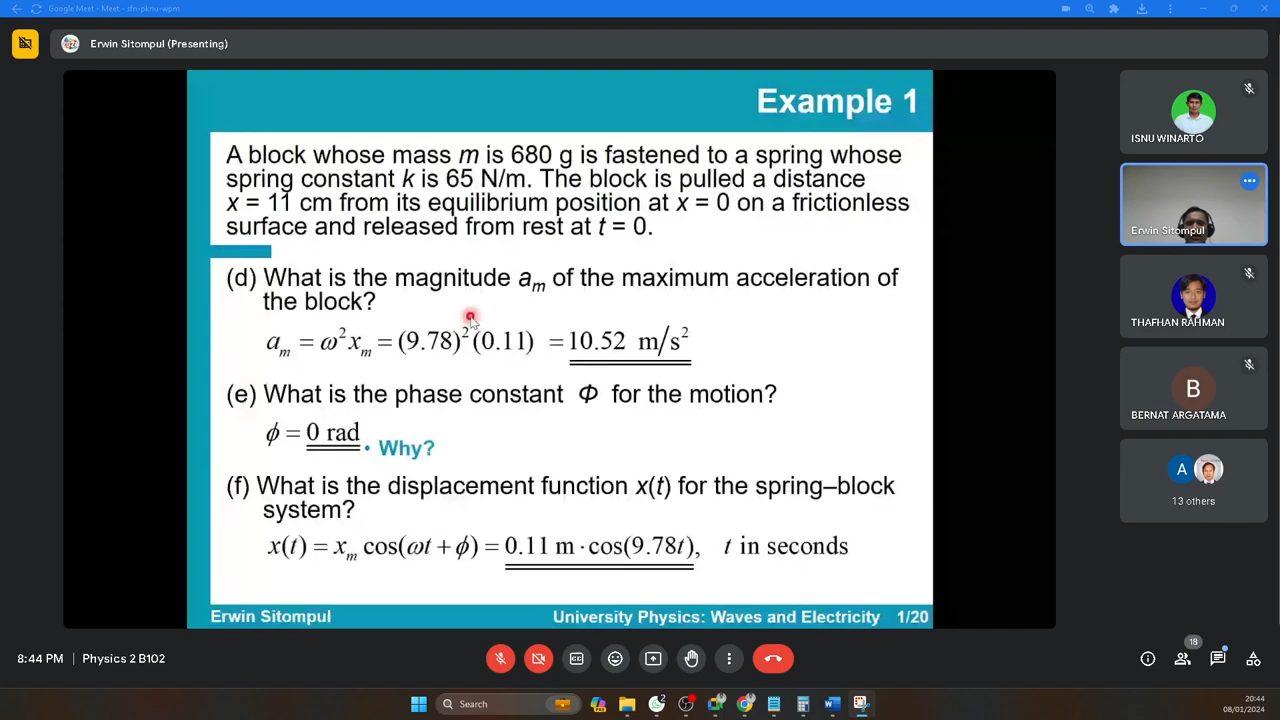 Google Meet - Meet - sfn-pknu-wpm
Erwin Sitompul (Presenting)
Example 1
A block whose mass m is 680 g is fastened to a spring whose
spring constant k is 65 N/m. The block is pulled a distance
x = 11 cm from its equilibrium position at x = 0 on a frictionless
surface and released from rest at t = 0.
(d) What is the magnitude aₘ of the maximum acceleration of
the block?
aₘ = ω²xₘ = (9.78)²(0.11) = 10.52 m/s²
(e) What is the phase constant Φ for the motion?
ϕ = 0 rad
• Why?
(f) What is the displacement function x(t) for the spring–block
system?
x(t) = xₘ cos(ωt + ϕ) = 0.11 m·cos(9.78t), t in seconds
Erwin Sitompul University Physics: Waves and Electricity 1/20
ISNU WINARTO
Erwin Sitompul
THAFHAN RAHMAN
B
BERNAT ARGATAMA
A
13 others
8:44 PM | Physics 2 B102
18
Search
2
20:44
08/01/2024